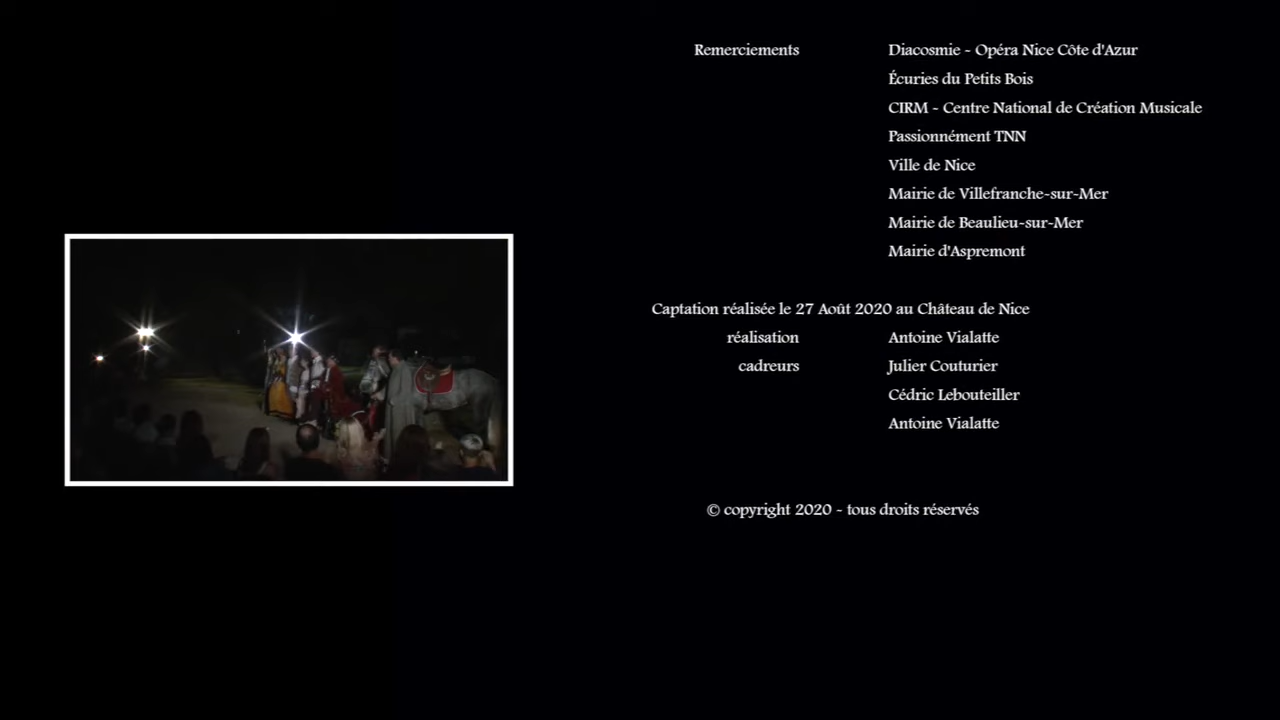 Remerciements Diacosmie - Opéra Nice Côte d'Azur
Écuries du Petits Bois
CIRM - Centre National de Création Musicale
Passionnément TNN
Ville de Nice
Mairie de Villefranche-sur-Mer
Mairie de Beaulieu-sur-Mer
Mairie d'Aspremont
Captation réalisée le 27 Août 2020 au Château de Nice
réalisation Antoine Vialatte
cadreurs Julier Couturier
Cédric Lebouteiller
Antoine Vialatte
© copyright 2020 - tous droits réservés